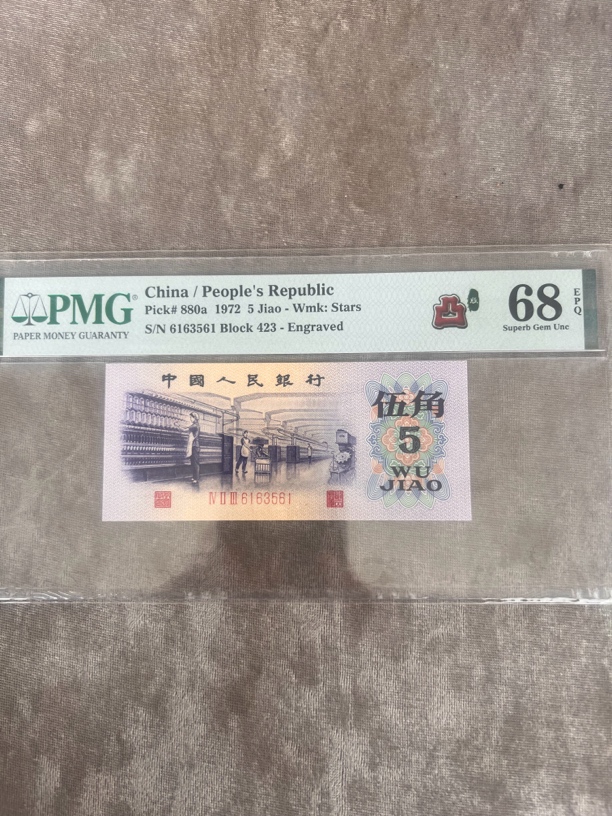 PMG®
PAPER MONEY GUARANTY
China / People's Republic
Pick# 880a 1972 5 Jiao - Wmk: Stars
S/N 6163561 Block 423 - Engraved
凸
68
EPQ
Superb Gem Unc
中國人民銀行
伍角
5
WU
JIAO
IV II III 6163561